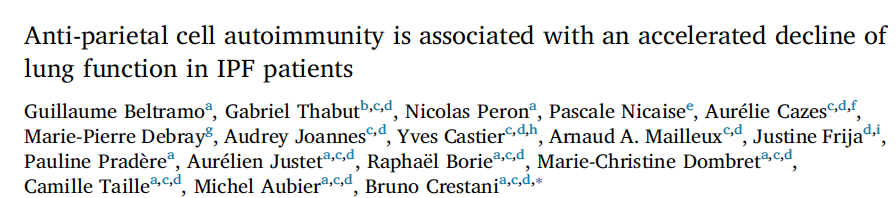 Anti-parietal cell autoimmunity is associated with an accelerated decline of
lung function in IPF patients
Guillaume Beltramoa, Gabriel Thabutb,c,d, Nicolas Perona, Pascale Nicaisee, Aurélie Cazesc,d,f,
Marie-Pierre Debrayg, Audrey Joannesc,d, Yves Castierc,d,h, Arnaud A. Mailleuxc,d, Justine Frijad,i,
Pauline Pradèrea, Aurélien Justeta,c,d, Raphaël Boriea,c,d, Marie-Christine Dombreta,c,d,
Camille Taillea,c,d, Michel Aubiera,c,d, Bruno Crestania,c,d,*